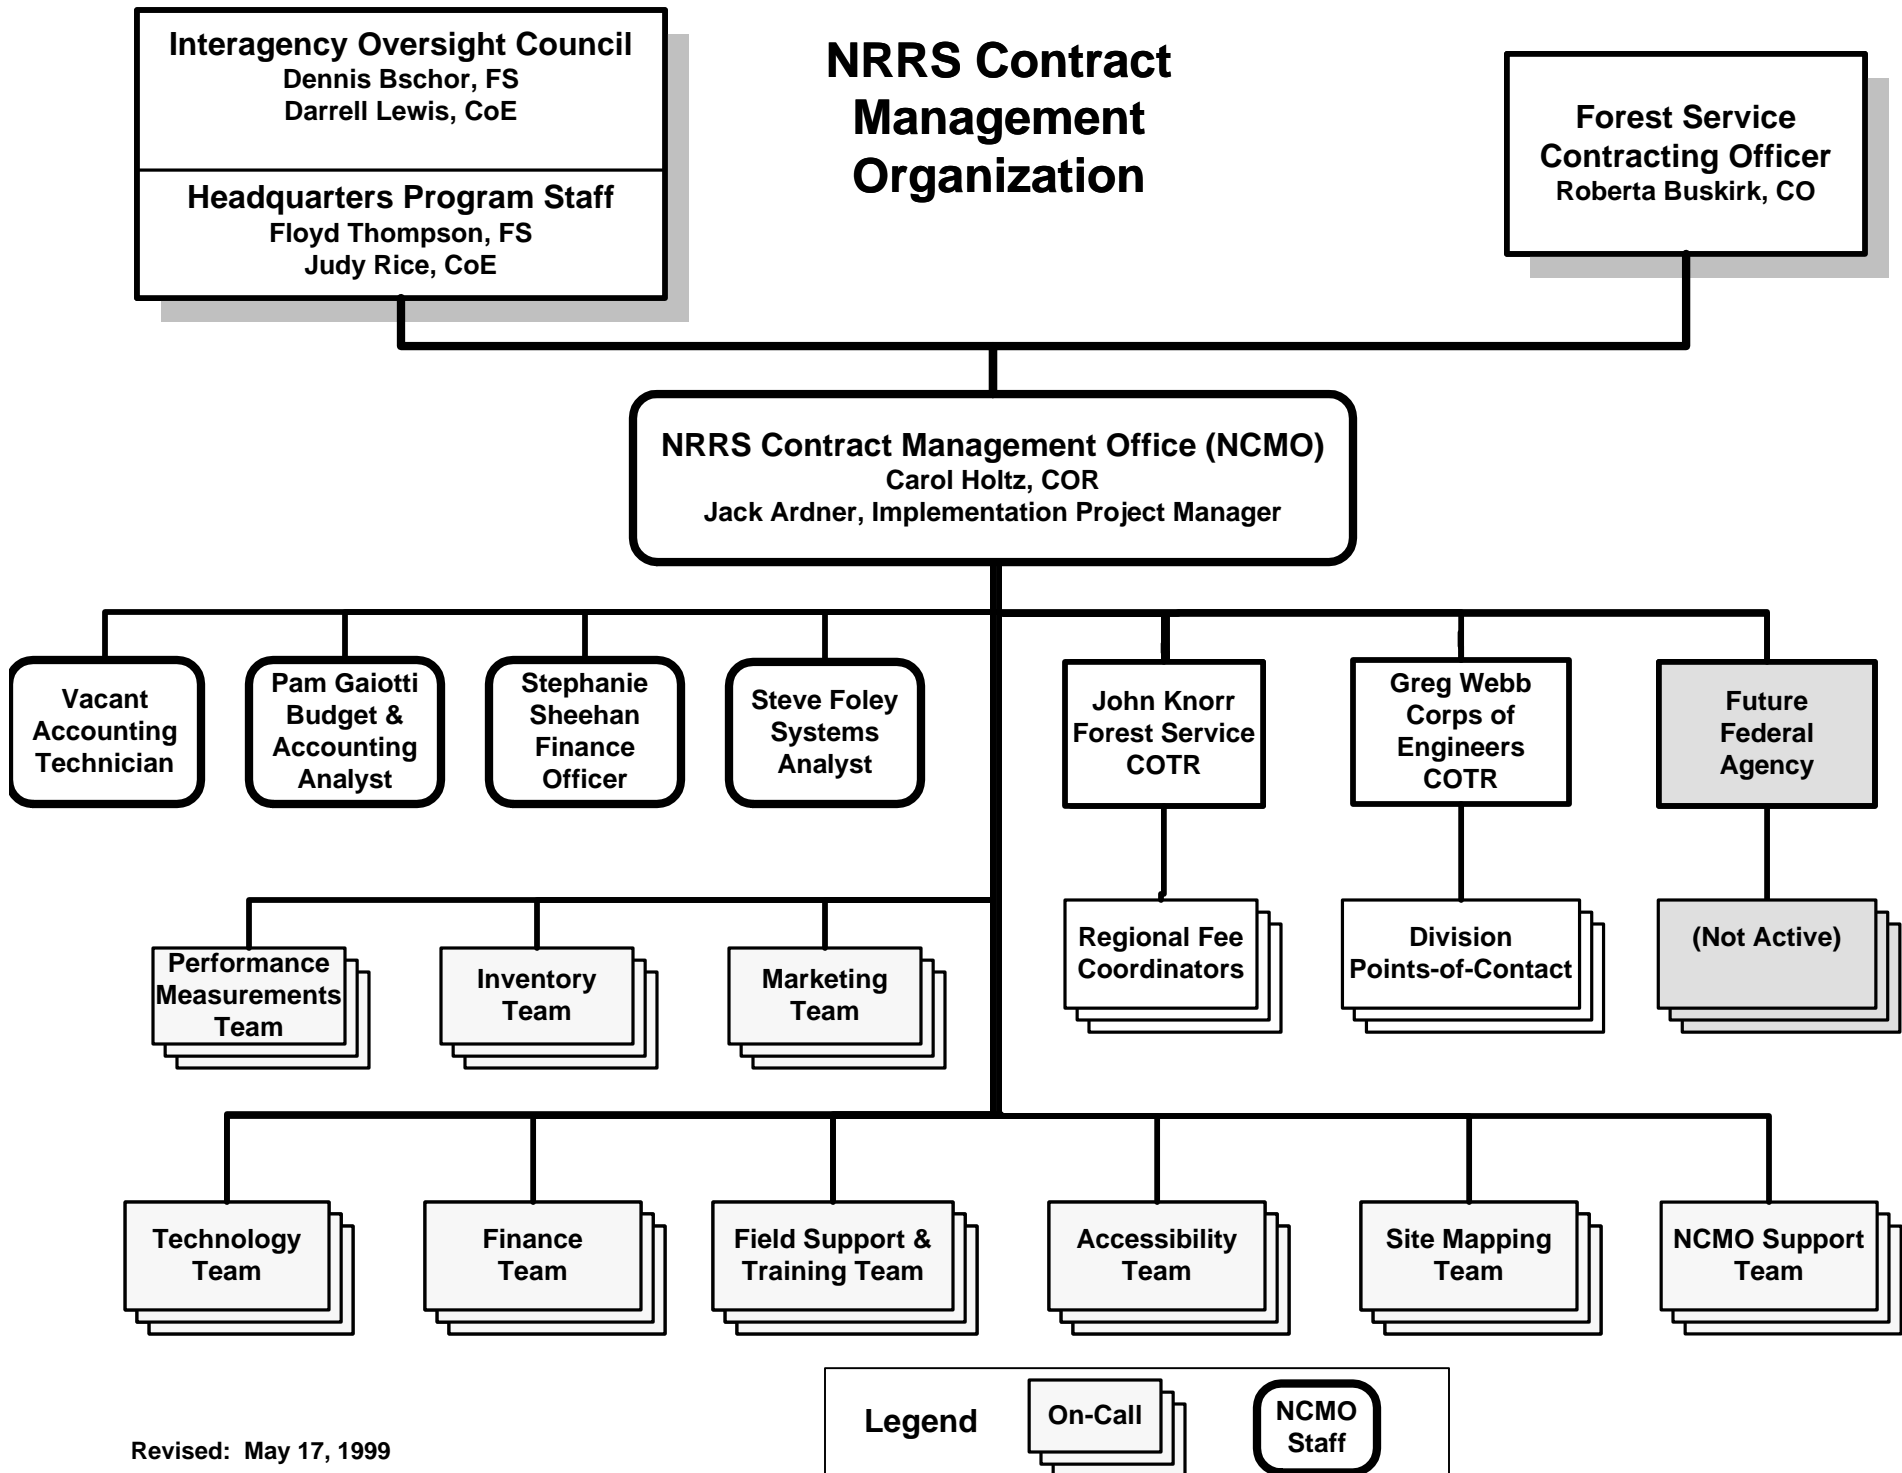 Interagency Oversight Council
Dennis Bschor, FS
Darrell Lewis, CoE
Headquarters Program Staff
Floyd Thompson, FS
Judy Rice, CoE
NRRS Contract
Management
Organization
Forest Service
Contracting Officer
Roberta Buskirk, CO
NRRS Contract Management Office (NCMO)
Carol Holtz, COR
Jack Ardner, Implementation Project Manager
Vacant
Accounting
Technician
Pam Gaiotti
Budget &
Accounting
Analyst
Stephanie
Sheehan
Finance
Officer
Steve Foley
Systems
Analyst
John Knorr
Forest Service
COTR
Greg Webb
Corps of
Engineers
COTR
Future
Federal
Agency
Performance
Measurements
Team
Inventory
Team
Marketing
Team
Regional Fee
Coordinators
Division
Points-of-Contact
(Not Active)
Technology
Team
Finance
Team
Field Support &
Training Team
Accessibility
Team
Site Mapping
Team
NCMO Support
Team
Legend
On-Call
NCMO
Staff
Revised: May 17, 1999